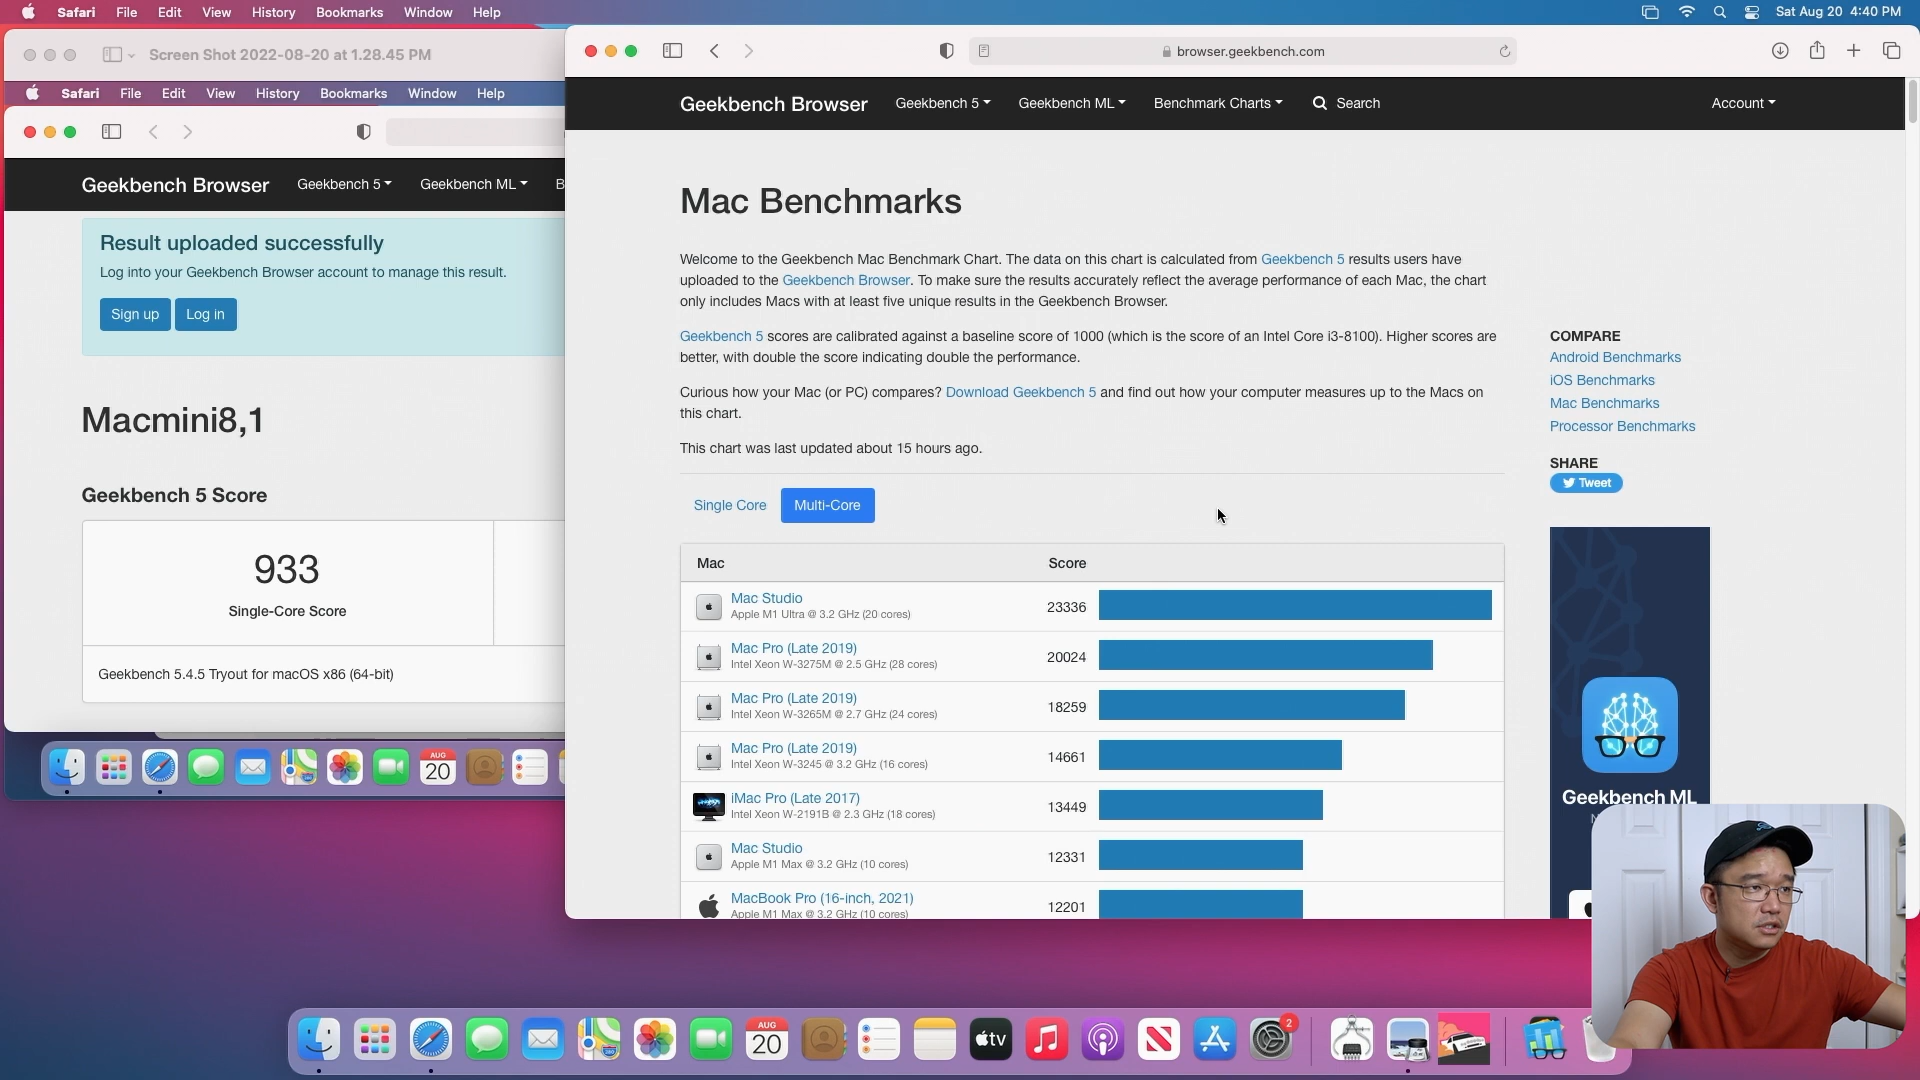 Safari File Edit View History Bookmarks Window Help
Sat Aug 20 4:40 PM
Screen Shot 2022-08-20 at 1.28.45 PM
Safari File Edit View History Bookmarks Window Help
Geekbench Browser Geekbench 5 Geekbench ML B
Result uploaded successfully
Log into your Geekbench Browser account to manage this result.
Sign up Log in
Macmini8,1
Geekbench 5 Score
933
Single-Core Score
Geekbench 5.4.5 Tryout for macOS x86 (64-bit)
AUG
20
browser.geekbench.com
Geekbench Browser Geekbench 5 Geekbench ML Benchmark Charts Search Account
Mac Benchmarks
Welcome to the Geekbench Mac Benchmark Chart. The data on this chart is calculated from Geekbench 5 results users have
uploaded to the Geekbench Browser. To make sure the results accurately reflect the average performance of each Mac, the chart
only includes Macs with at least five unique results in the Geekbench Browser.
Geekbench 5 scores are calibrated against a baseline score of 1000 (which is the score of an Intel Core i3-8100). Higher scores are
better, with double the score indicating double the performance.
Curious how your Mac (or PC) compares? Download Geekbench 5 and find out how your computer measures up to the Macs on
this chart.
This chart was last updated about 15 hours ago.
Single Core Multi-Core
Mac Score
Mac Studio
Apple M1 Ultra @ 3.2 GHz (20 cores)
23336
Mac Pro (Late 2019)
Intel Xeon W-3275M @ 2.5 GHz (28 cores)
20024
Mac Pro (Late 2019)
Intel Xeon W-3265M @ 2.7 GHz (24 cores)
18259
Mac Pro (Late 2019)
Intel Xeon W-3245 @ 3.2 GHz (16 cores)
14661
iMac Pro (Late 2017)
Intel Xeon W-2191B @ 2.3 GHz (18 cores)
13449
Mac Studio
Apple M1 Max @ 3.2 GHz (10 cores)
12331
MacBook Pro (16-inch, 2021)
Apple M1 Max @ 3.2 GHz (10 cores)
12201
COMPARE
Android Benchmarks
iOS Benchmarks
Mac Benchmarks
Processor Benchmarks
SHARE
Tweet
Geekbench ML
AUG
20
tv
2